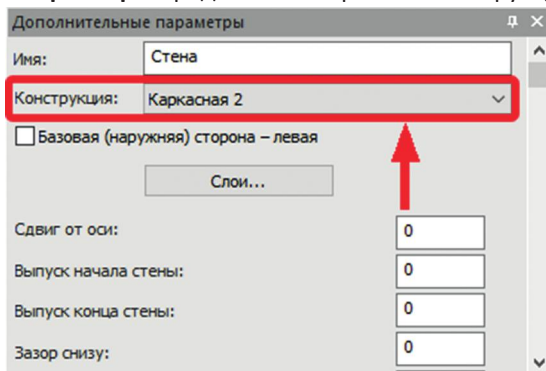 Дополнительные параметры
Имя: Стена
Конструкция: Каркасная 2
Базовая (наружняя) сторона – левая
Слои...
Сдвиг от оси: 0
Выпуск начала стены: 0
Выпуск конца стены: 0
Зазор снизу: 0